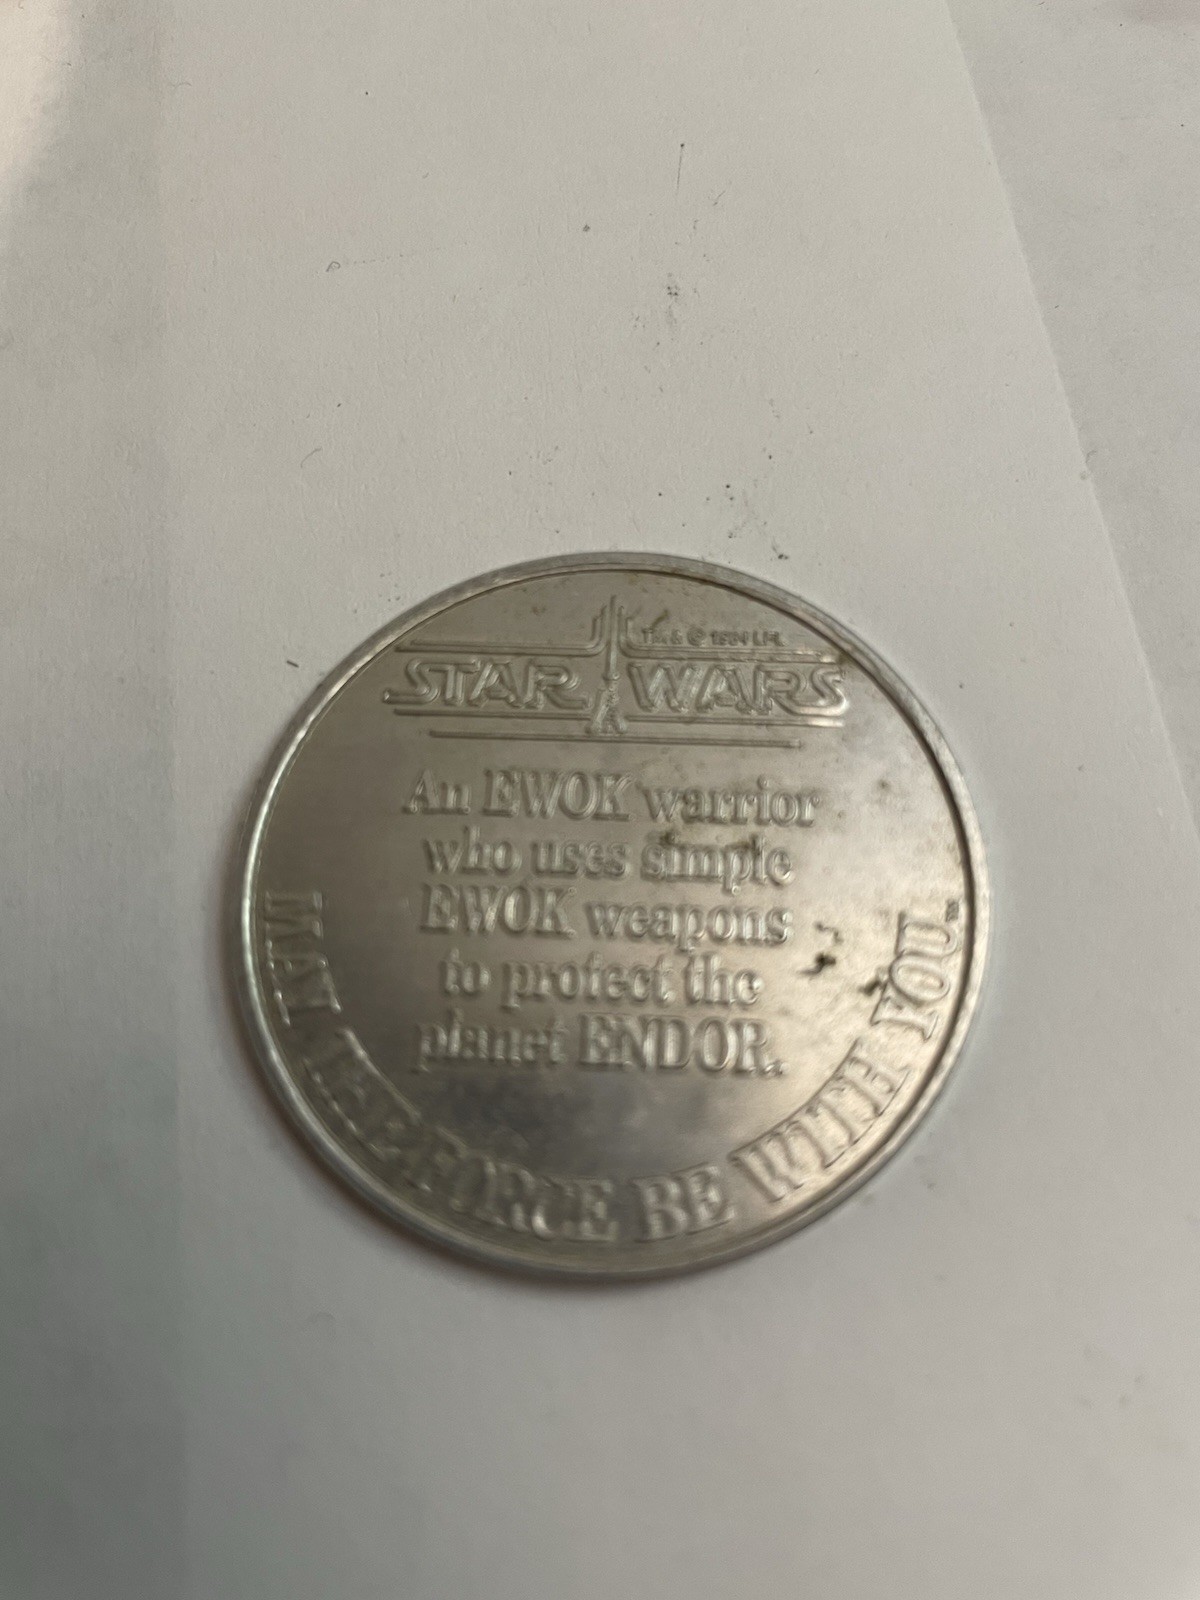 TM & © 1984 LFL
STAR WARS
An EWOK warrior
who uses simple
EWOK weapons
to protect the
planet ENDOR.
MAY THE FORCE BE WITH YOU.™